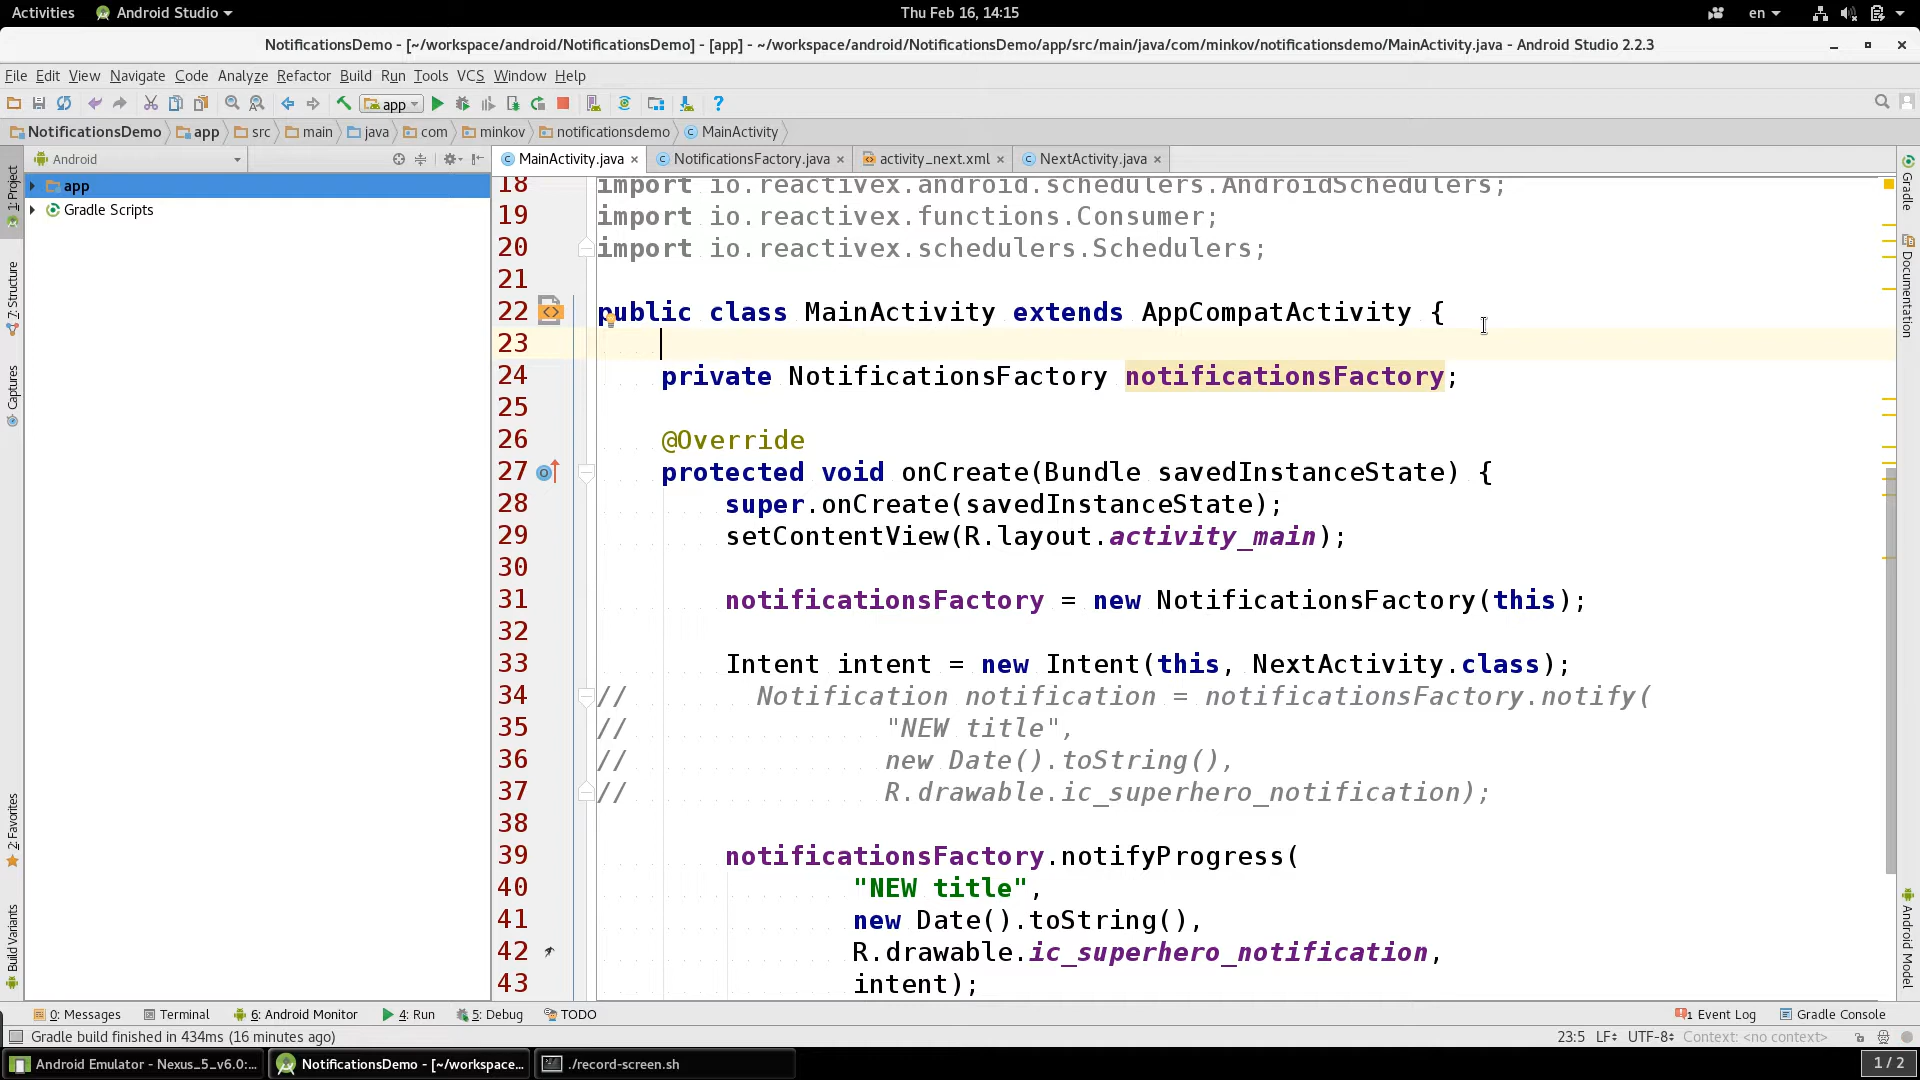 Activities Android Studio Thu Feb 16, 14:15 en
NotificationsDemo - [~/workspace/android/NotificationsDemo] - [app] - ~/workspace/android/NotificationsDemo/app/src/main/java/com/minkov/notificationsdemo/MainActivity.java - Android Studio 2.2.3
File Edit View Navigate Code Analyze Refactor Build Run Tools VCS Window Help
app
NotificationsDemo app src main java com minkov notificationsdemo MainActivity
Android MainActivity.java NotificationsFactory.java activity_next.xml NextActivity.java
app
Gradle Scripts
1: Project
7: Structure
Captures
2: Favorites
Build Variants
18 import io.reactivex.android.schedulers.AndroidSchedulers;
19 import io.reactivex.functions.Consumer;
20 import io.reactivex.schedulers.Schedulers;
21
22 public class MainActivity extends AppCompatActivity {
23
24 private NotificationsFactory notificationsFactory;
25
26 @Override
27 protected void onCreate(Bundle savedInstanceState) {
28 super.onCreate(savedInstanceState);
29 setContentView(R.layout.activity_main);
30
31 notificationsFactory = new NotificationsFactory(this);
32
33 Intent intent = new Intent(this, NextActivity.class);
34 // Notification notification = notificationsFactory.notify(
35 // "NEW title",
36 // new Date().toString(),
37 // R.drawable.ic_superhero_notification);
38
39 notificationsFactory.notifyProgress(
40 "NEW title",
41 new Date().toString(),
42 R.drawable.ic_superhero_notification,
43 intent);
Gradle
Documentation
Android Model
0: Messages Terminal 6: Android Monitor 4: Run 5: Debug TODO 1 Event Log Gradle Console
Gradle build finished in 434ms (16 minutes ago) 23:5 LF UTF-8 Context: <no context>
Android Emulator - Nexus_5_v6.0:... NotificationsDemo - [~/workspace... ./record-screen.sh 1 / 2